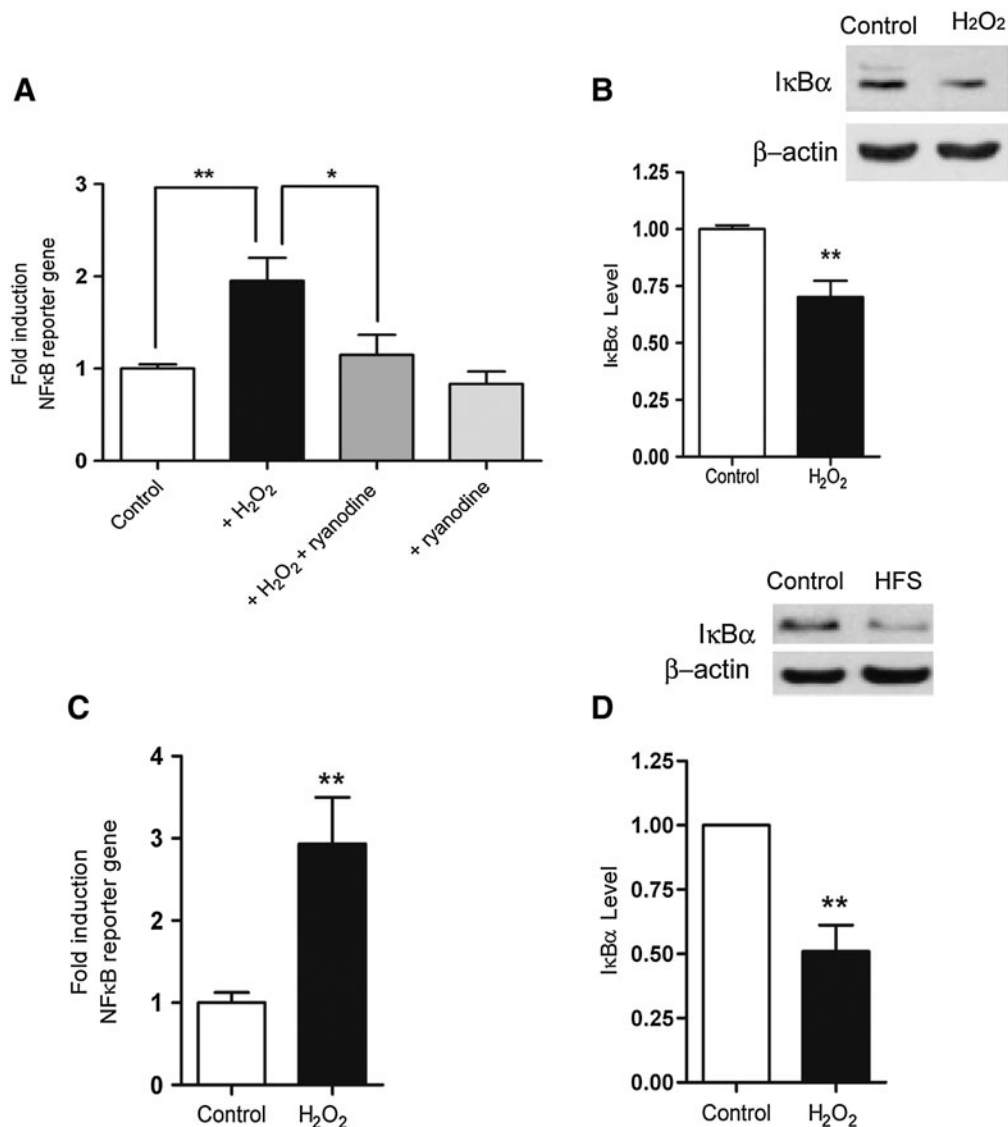 A
Fold induction
NFκB reporter gene
3
2
1
0
**
*
Control
+ H₂O₂
+ H₂O₂ + ryanodine
+ ryanodine
B
Control H₂O₂
IκBα
β–actin
IκBα Level
1.25
1.00
0.75
0.50
0.25
0.00
**
Control
H₂O₂
C
Fold induction
NFκB reporter gene
4
3
2
1
0
**
Control
H₂O₂
D
Control HFS
IκBα
β–actin
IκBα Level
1.25
1.00
0.75
0.50
0.25
0.00
**
Control
H₂O₂